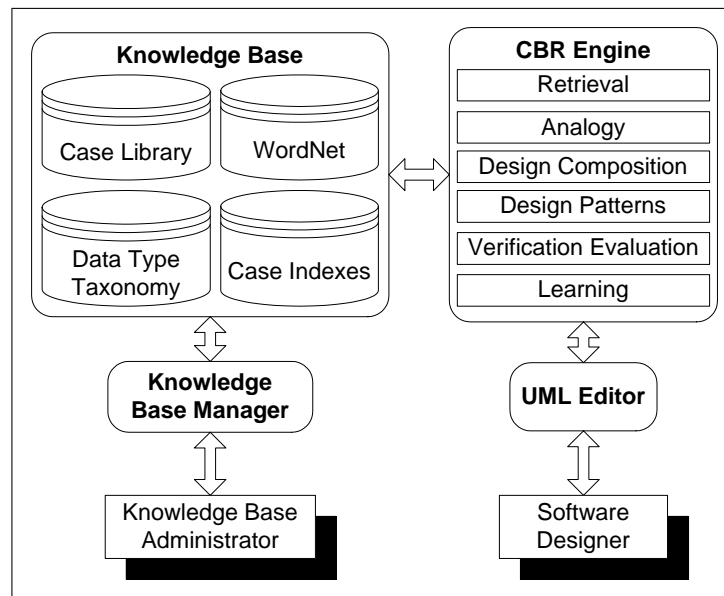 Knowledge Base
Case Library
WordNet
Data Type
Taxonomy
Case Indexes
CBR Engine
Retrieval
Analogy
Design Composition
Design Patterns
Verification Evaluation
Learning
Knowledge
Base Manager
UML Editor
Knowledge Base
Administrator
Software
Designer